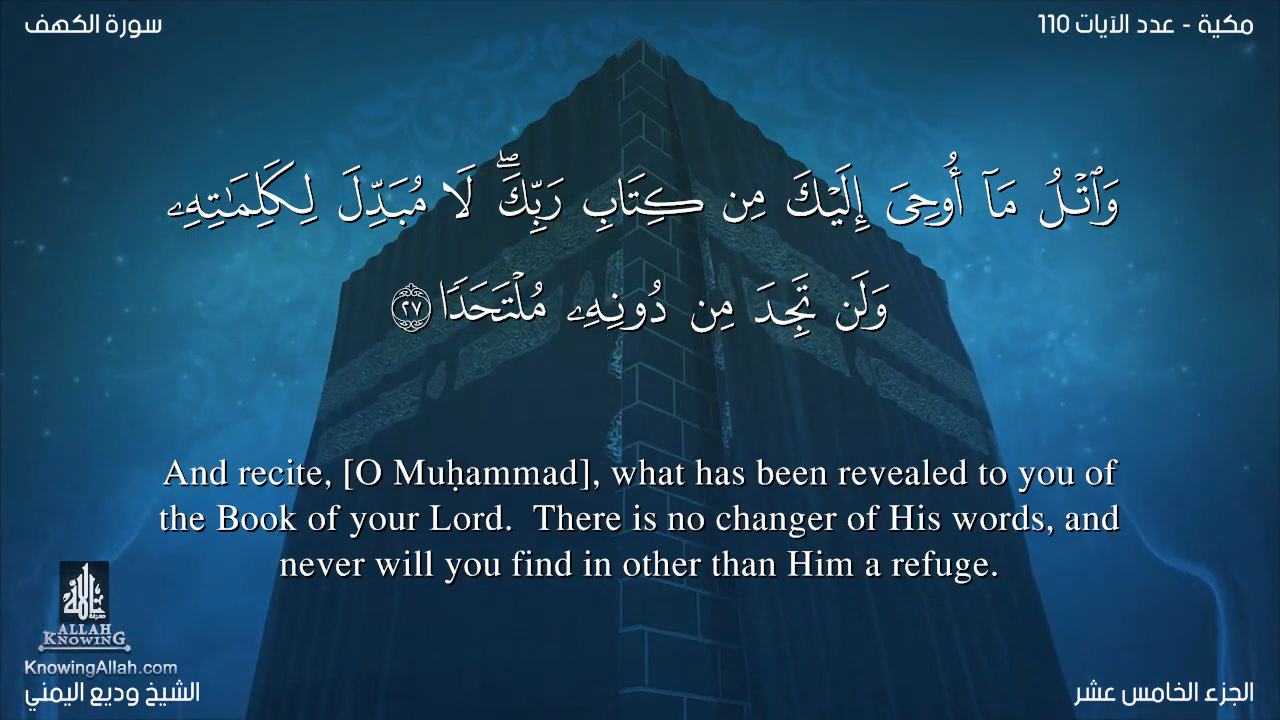 سورة الكهف
مكية - عدد الآيات 110
وَٱتْلُ مَآ أُوحِىَ إِلَيْكَ مِن كِتَابِ رَبِّكَ ۖ لَا مُبَدِّلَ لِكَلِمَـٰتِهِۦ
وَلَن تَجِدَ مِن دُونِهِۦ مُلْتَحَدًا ٢٧
And recite, [O Muḥammad], what has been revealed to you of
the Book of your Lord.  There is no changer of His words, and
never will you find in other than Him a refuge.
ALLAH
KNOWING
KnowingAllah.com
الشيخ وديع اليمني
الجزء الخامس عشر